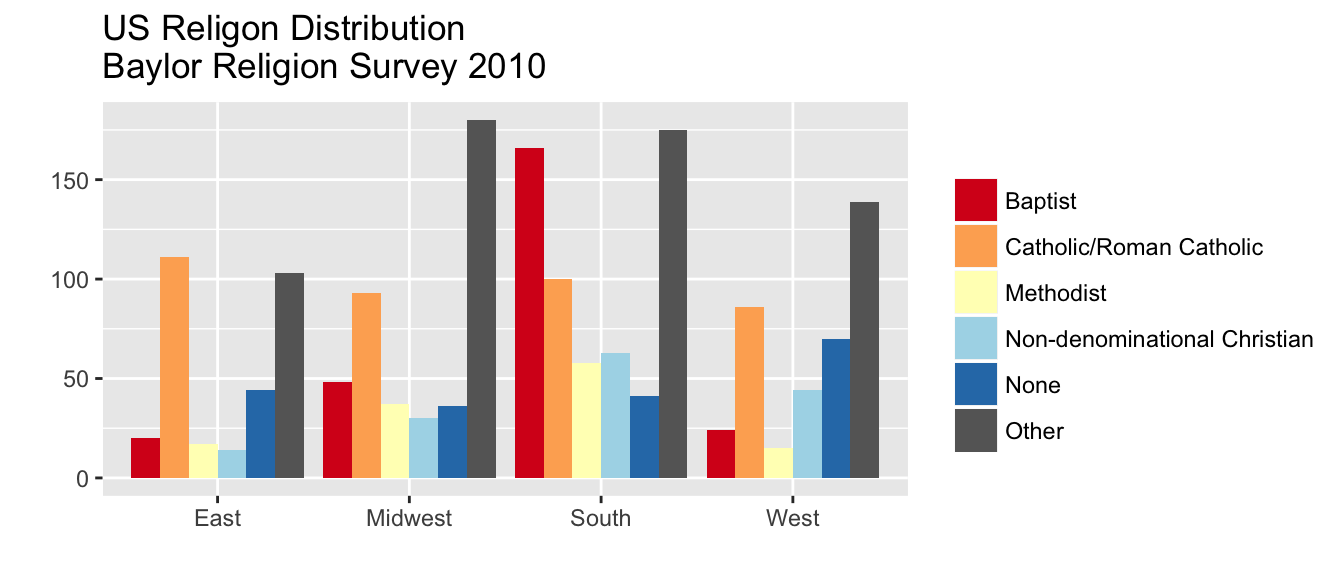 US Religon Distribution
Baylor Religion Survey 2010
150
100
50
0
East
Midwest
South
West
Baptist
Catholic/Roman Catholic
Methodist
Non-denominational Christian
None
Other